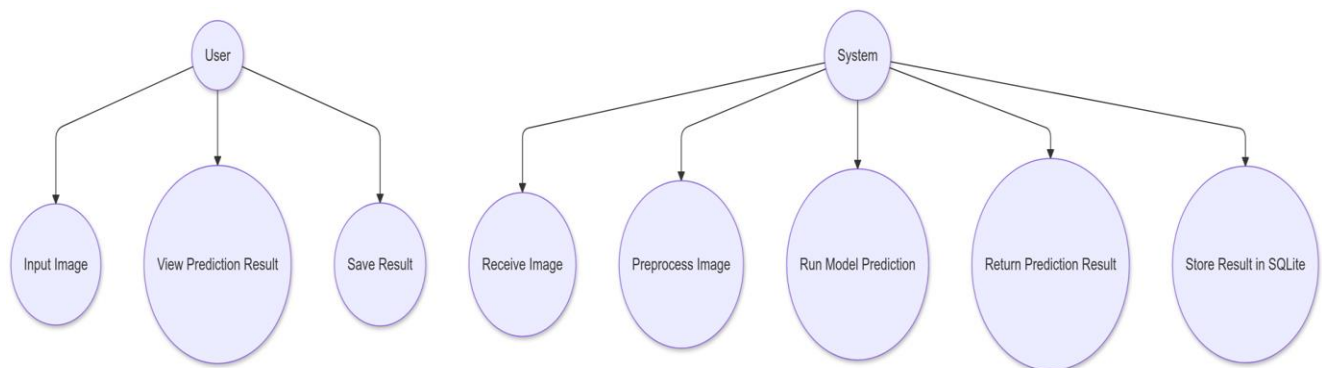 User
System
Input Image
View Prediction Result
Save Result
Receive Image
Preprocess Image
Run Model Prediction
Return Prediction Result
Store Result in SQLite